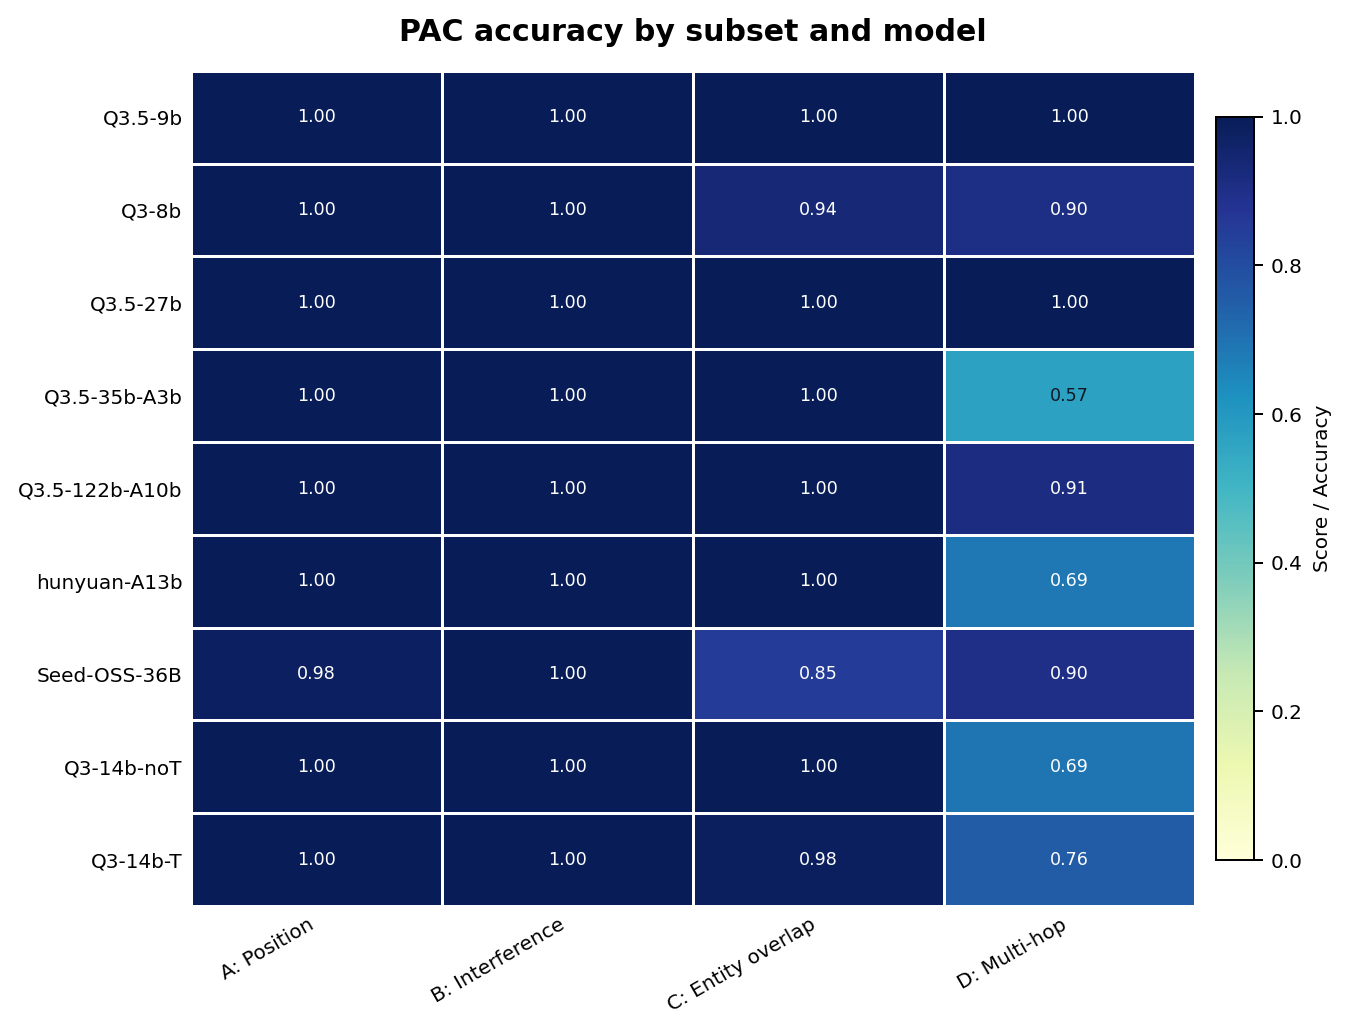 PAC accuracy by subset and model
Q3.5-9b 1.00 1.00 1.00 1.00
Q3-8b 1.00 1.00 0.94 0.90
Q3.5-27b 1.00 1.00 1.00 1.00
Q3.5-35b-A3b 1.00 1.00 1.00 0.57
Q3.5-122b-A10b 1.00 1.00 1.00 0.91
hunyuan-A13b 1.00 1.00 1.00 0.69
Seed-OSS-36B 0.98 1.00 0.85 0.90
Q3-14b-noT 1.00 1.00 1.00 0.69
Q3-14b-T 1.00 1.00 0.98 0.76
A: Position
B: Interference
C: Entity overlap
D: Multi-hop
1.0
0.8
0.6
0.4
0.2
0.0
Score / Accuracy